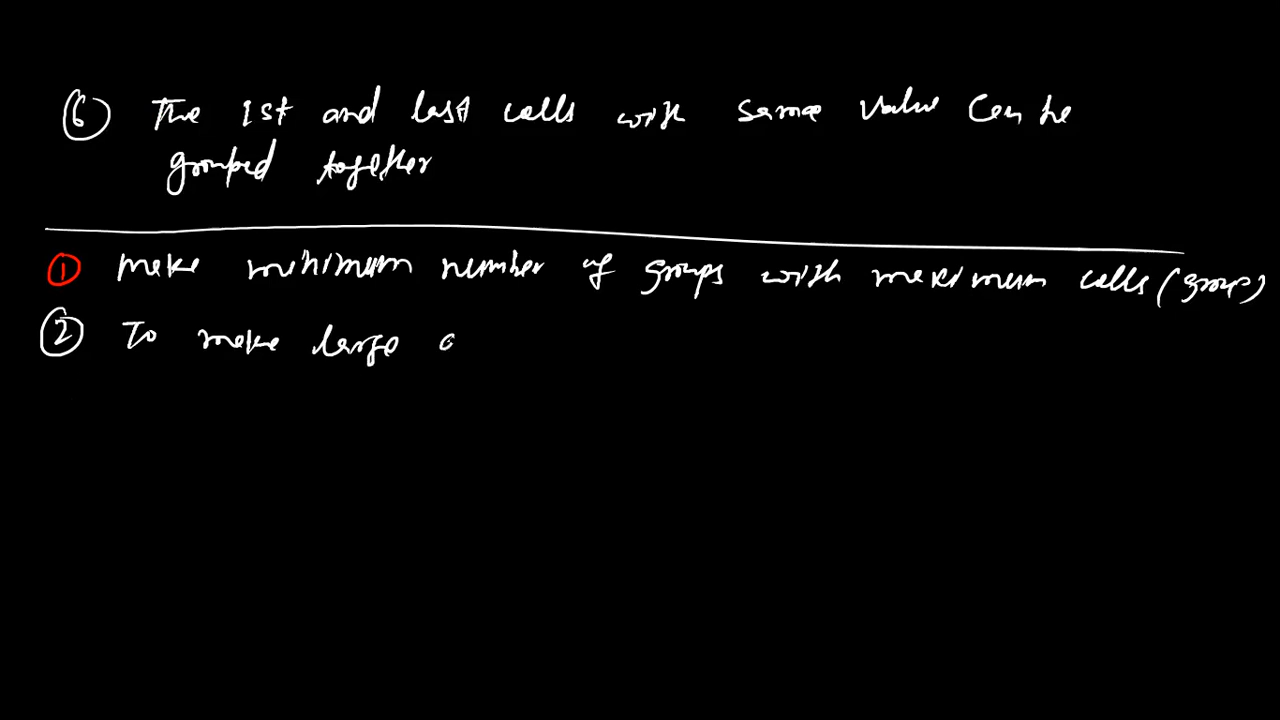 ⑥ The 1st and last cells with same value can be
grouped together
① make minimum number of groups with maximum cells (group)
② To make large